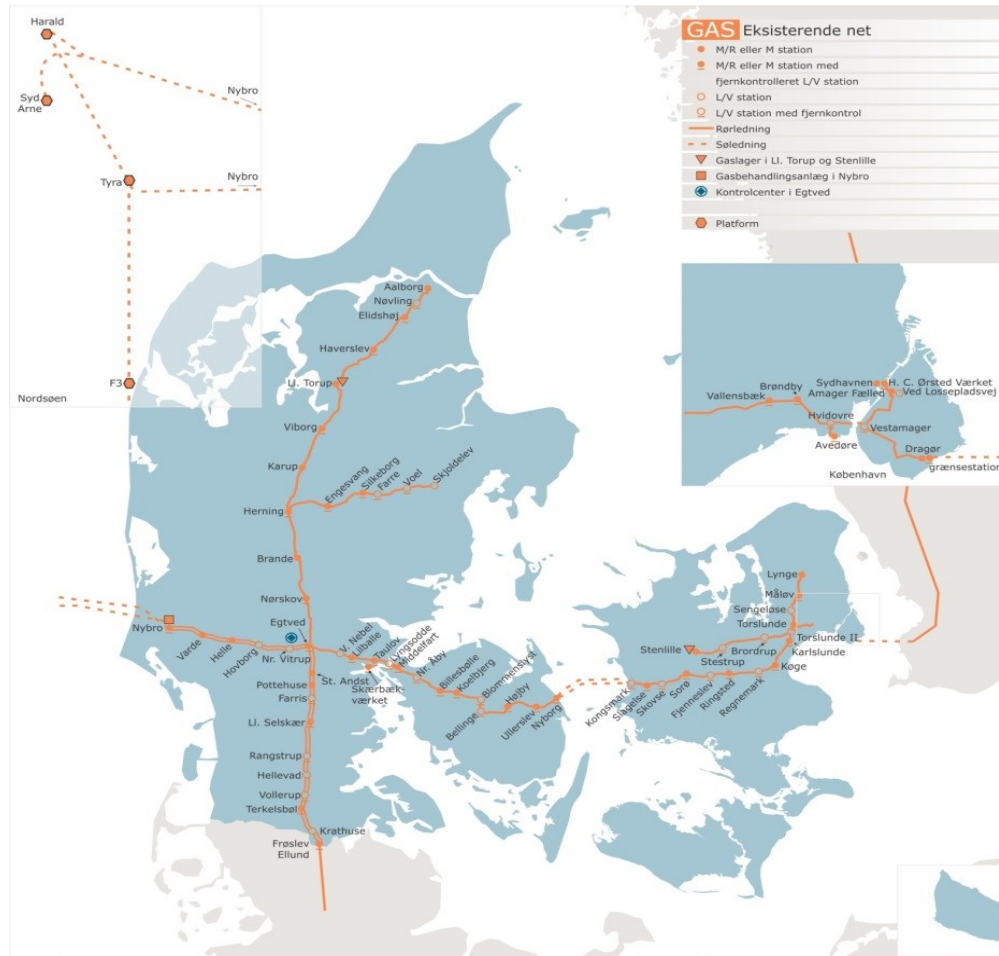 Harald
Nybro
Syd
Arne
Tyra
Nybro
F3
Nordsøen
GAS Eksisterende net
M/R eller M station
M/R eller M station med
fjernkontrolleret L/V station
L/V station
L/V station med fjernkontrol
Rørledning
Søledning
Gaslager i Ll. Torup og Stenlille
Gasbehandlingsanlæg i Nybro
Kontrolcenter i Egtved
Platform
Sydhavnen
H. C. Ørsted Værket
Amager Fælled
Ved Lossepladsvej
Brøndby
Vallensbæk
Hvidovre
Vestamager
Avedøre
Dragør
grænsestation
København
Aalborg
Nøvling
Elidshøj
Haverslev
Ll. Torup
Viborg
Karup
Engesvang
Silkeborg
Farre
Voel
Skjoldelev
Herning
Brande
Nørskov
Egtved
Nybro
Varde
Helle
Hovborg
Nr. Vitrup
V. Nebel
Lilballe
Taulov
Lyngsodde
Middelfart
St. Andst
Skærbæk-
værket
Nr. Åby
Billesbølle
Koelbjerg
Blommenslyst
Bellinge
Højby
Ullerslev
Nyborg
Pottehuse
Farris
Ll. Selskær
Rangstrup
Hellevad
Vollerup
Terkelsbøl
Krathuse
Frøslev
Ellund
Lynge
Måløv
Sengeløse
Torslunde
Torslunde II
Karlslunde
Stenlille
Stestrup
Brordrup
Køge
Kongsmark
Slagelse
Skovse
Sorø
Fjenneslev
Ringsted
Regnemark